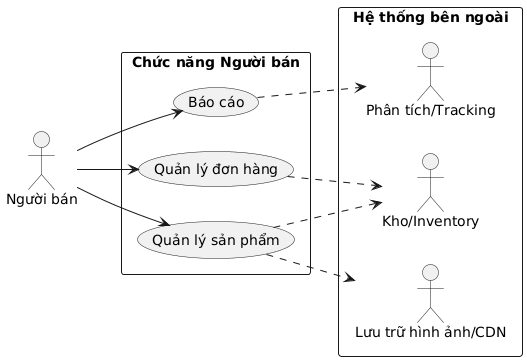 Hệ thống bên ngoài
Chức năng Người bán
Báo cáo
Phân tích/Tracking
Người bán
Quản lý đơn hàng
Kho/Inventory
Quản lý sản phẩm
Lưu trữ hình ảnh/CDN